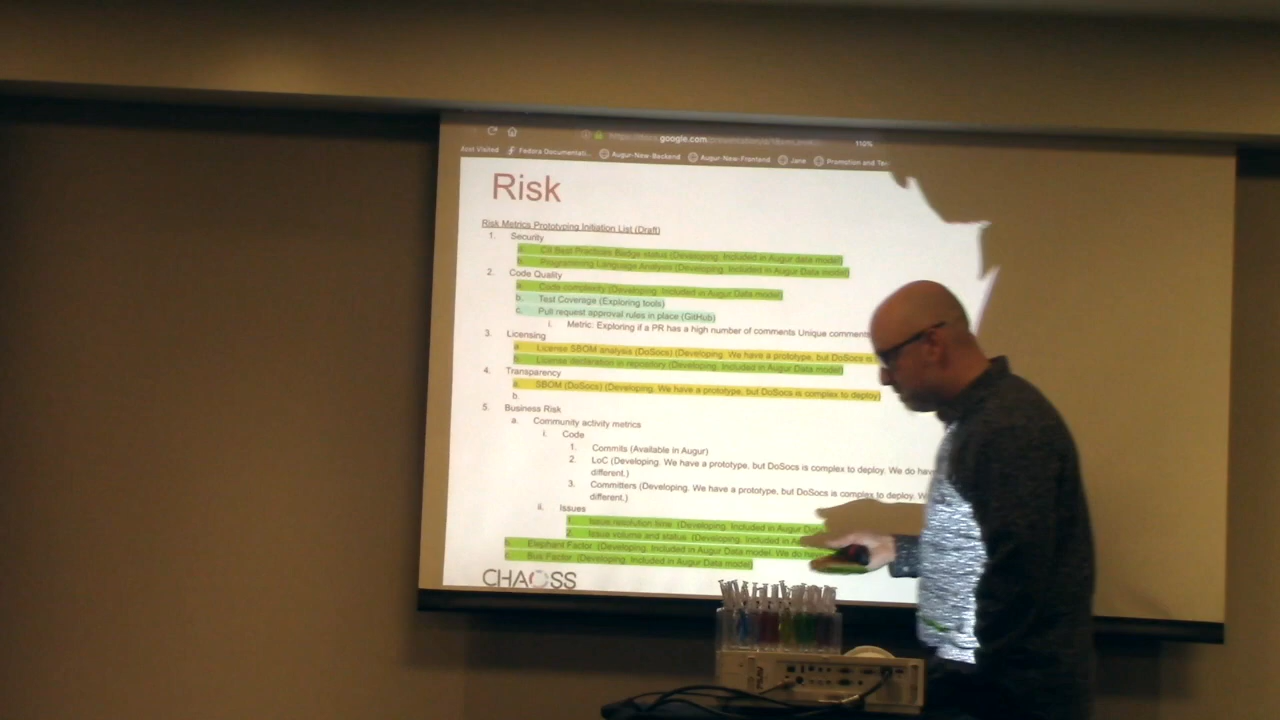 google.com
110%
Most Visited
Fedora Documentati...
Augur-New-Backend
Augur-New-Frontend
Jane
Promotion and Te
Risk
Risk Metrics Prototyping Initiation List (Draft)
1. Security
a. CII Best Practices Badge status (Developing. Included in Augur data model)
b. Programming Language Analysis (Developing. Included in Augur Data model)
2. Code Quality
a. Code complexity (Developing. Included in Augur Data model)
b. Test Coverage (Exploring tools)
c. Pull request approval rules in place (GitHub)
i. Metric: Exploring if a PR has a high number of comments Unique comments
3. Licensing
a. License SBOM analysis (DoSocs) (Developing. We have a prototype, but DoSocs is
b. License declaration in repository (Developing. Included in Augur Data model)
4. Transparency
a. SBOM (DoSocs) (Developing. We have a prototype, but DoSocs is complex to deploy)
b.
5. Business Risk
a. Community activity metrics
i. Code
1. Commits (Available in Augur)
2. LoC (Developing. We have a prototype, but DoSocs is complex to deploy. We do have
different.)
3. Committers (Developing. We have a prototype, but DoSocs is complex to deploy. W
different.)
ii. Issues
1. Issue resolution time (Developing. Included in Augur Data
2. Issue volume and status (Developing. Included in A
b. Elephant Factor (Developing. Included in Augur Data model. We do ha
c. Bus Factor (Developing. Included in Augur Data model)
CHAOSS
ASUS